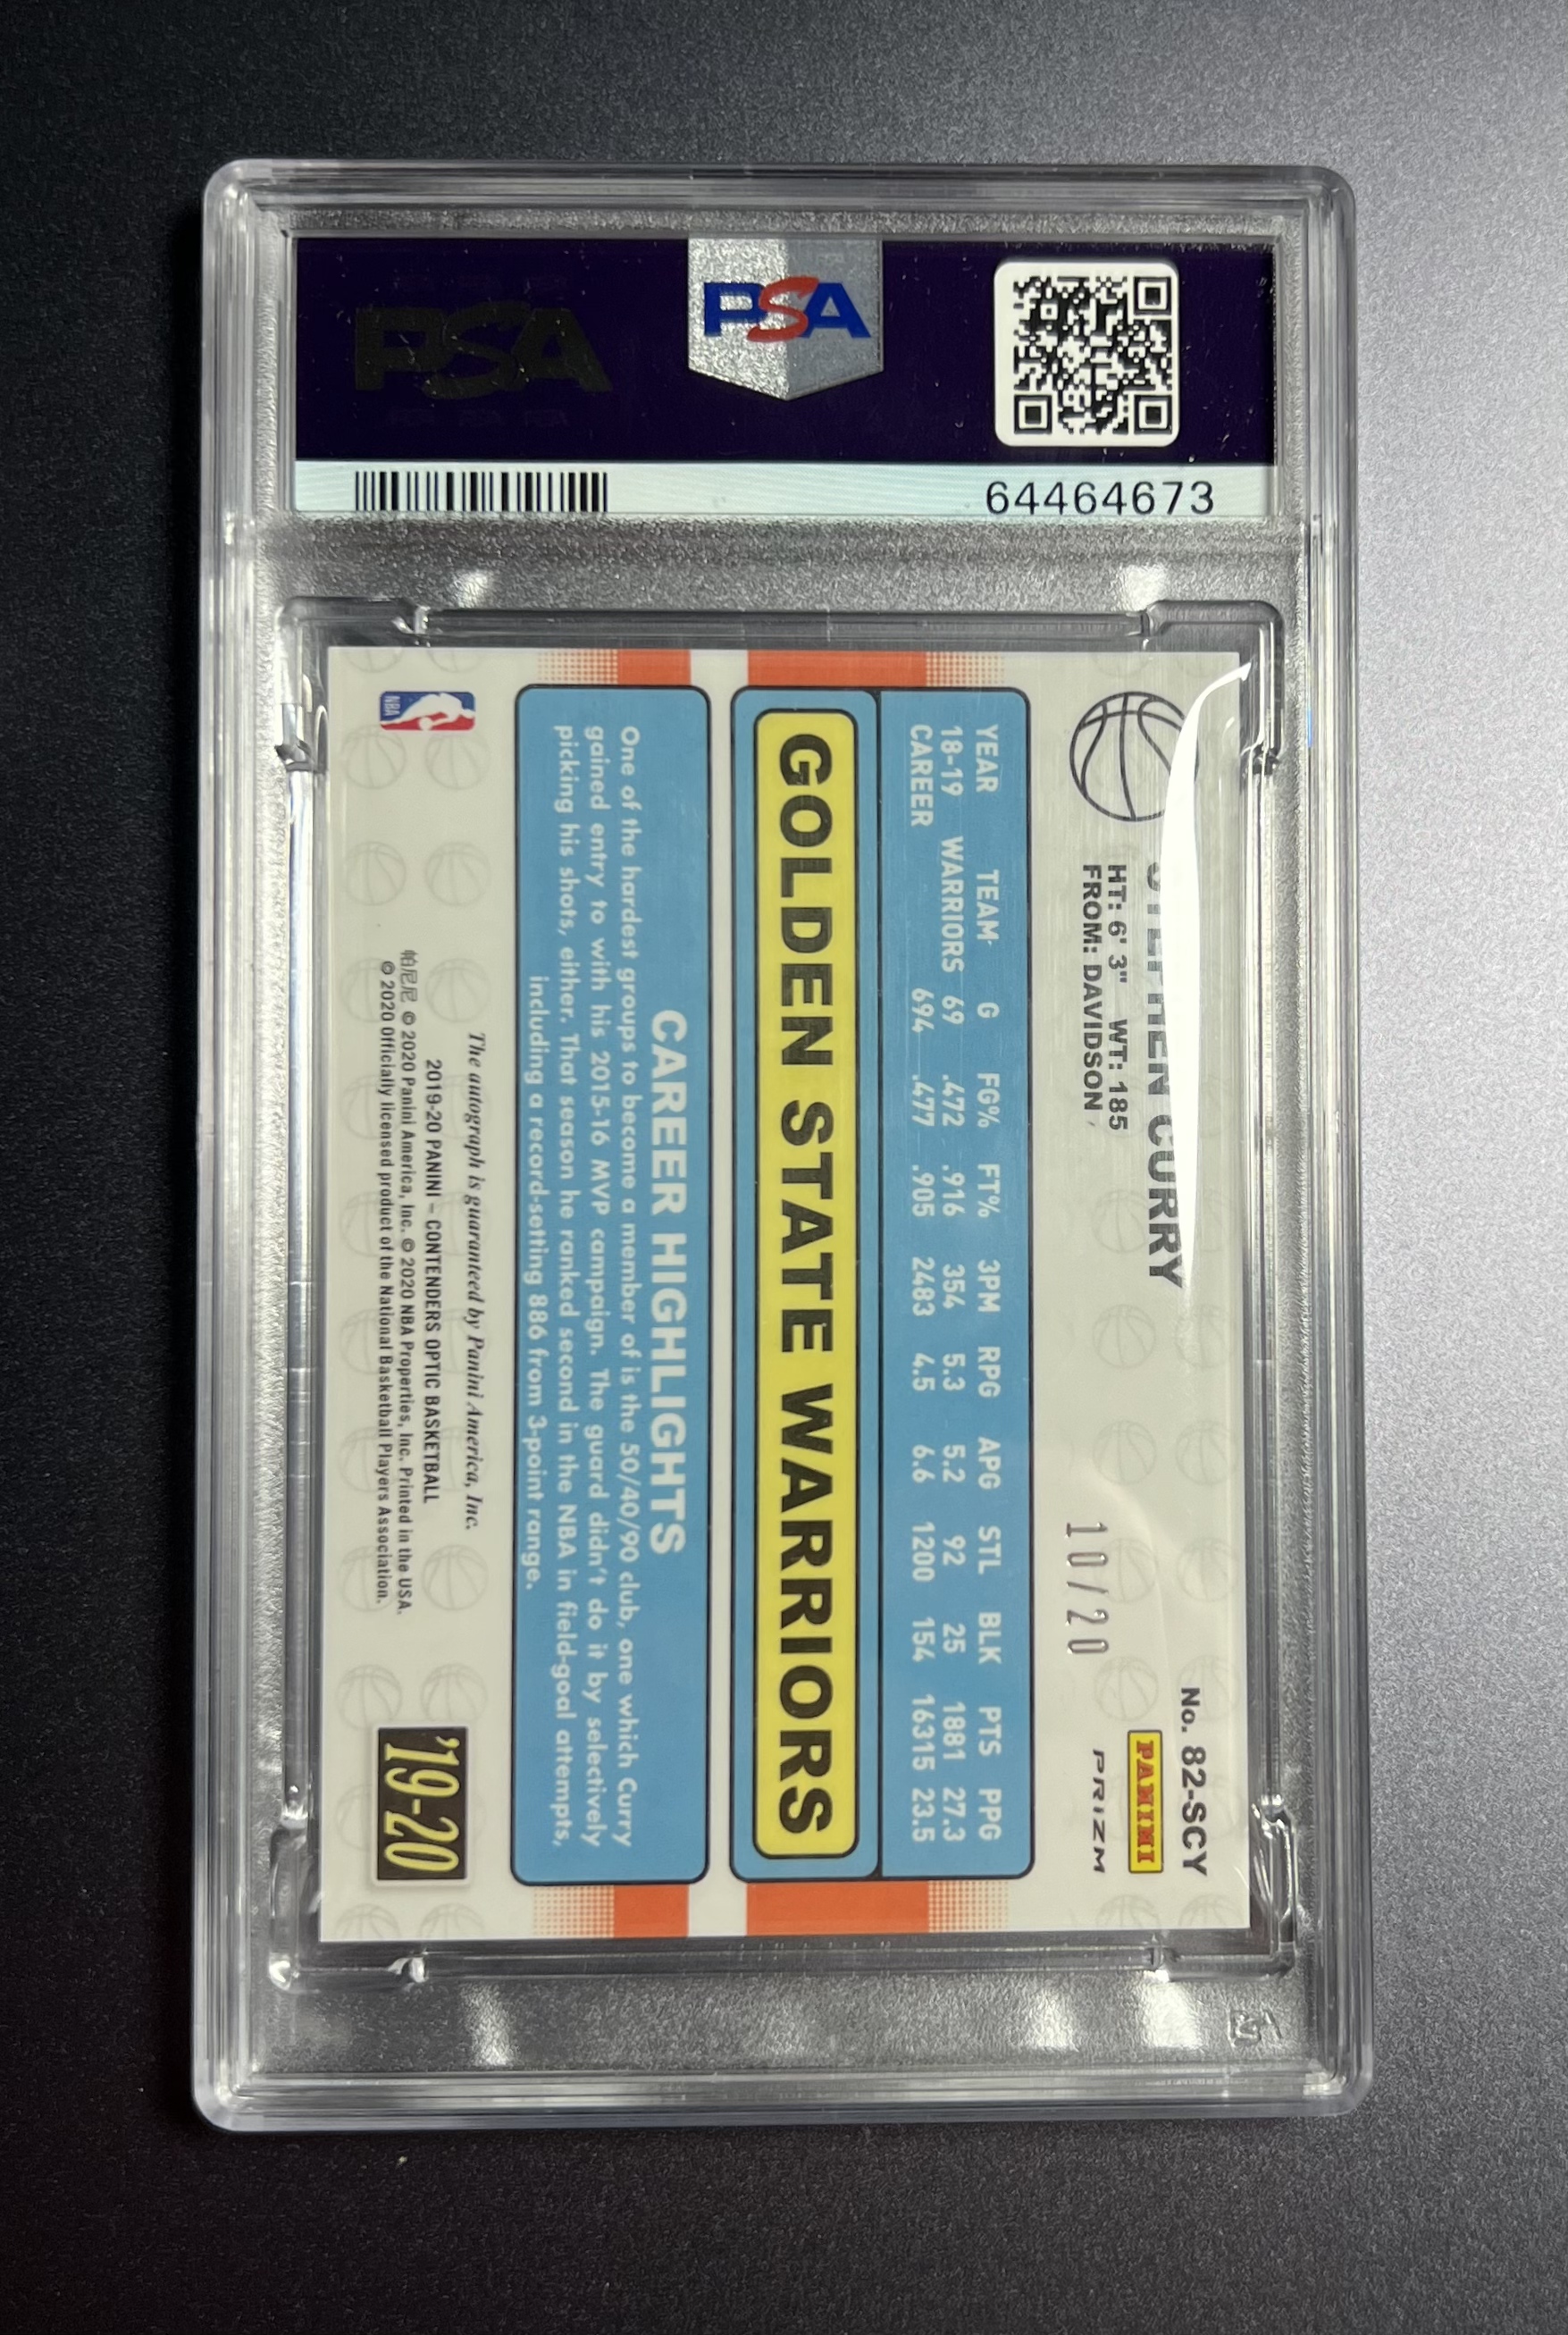 PSA
PSA
64464673
No. 82-SCY
STEPHEN CURRY
PANINI
HT: 6' 3" WT: 185
PRIZM
FROM: DAVIDSON
10/20
YEAR TEAM G FG% FT% 3PM RPG APG STL BLK PTS PPG
18-19 WARRIORS 69 .472 .916 354 5.3 5.2 92 25 1881 27.3
CAREER 694 .477 .905 2483 4.5 6.6 1200 154 16315 23.5
GOLDEN STATE WARRIORS
CAREER HIGHLIGHTS
One of the hardest groups to become a member of is the 50/40/90 club, one which Curry
gained entry to with his 2015-16 MVP campaign. The guard didn't do it by selectively
picking his shots, either. That season he ranked second in the NBA in field-goal attempts,
including a record-setting 886 from 3-point range.
The autograph is guaranteed by Panini America, Inc.
2019-20 PANINI – CONTENDERS OPTIC BASKETBALL
帕尼尼 © 2020 Panini America, Inc. © 2020 NBA Properties, Inc. Printed in the USA.
© 2020 Officially licensed product of the National Basketball Players Association.
NBA
'19-20
PSA